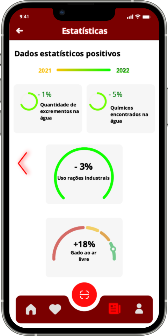 9:41
Estatísticas
Dados estatísticos positivos
2021
2022
- 1%
Quantidade de
excrementos na
água
- 5%
Químicos
encontrados na
água
- 3%
Uso rações industrais
+18%
Gado ao ar
livre